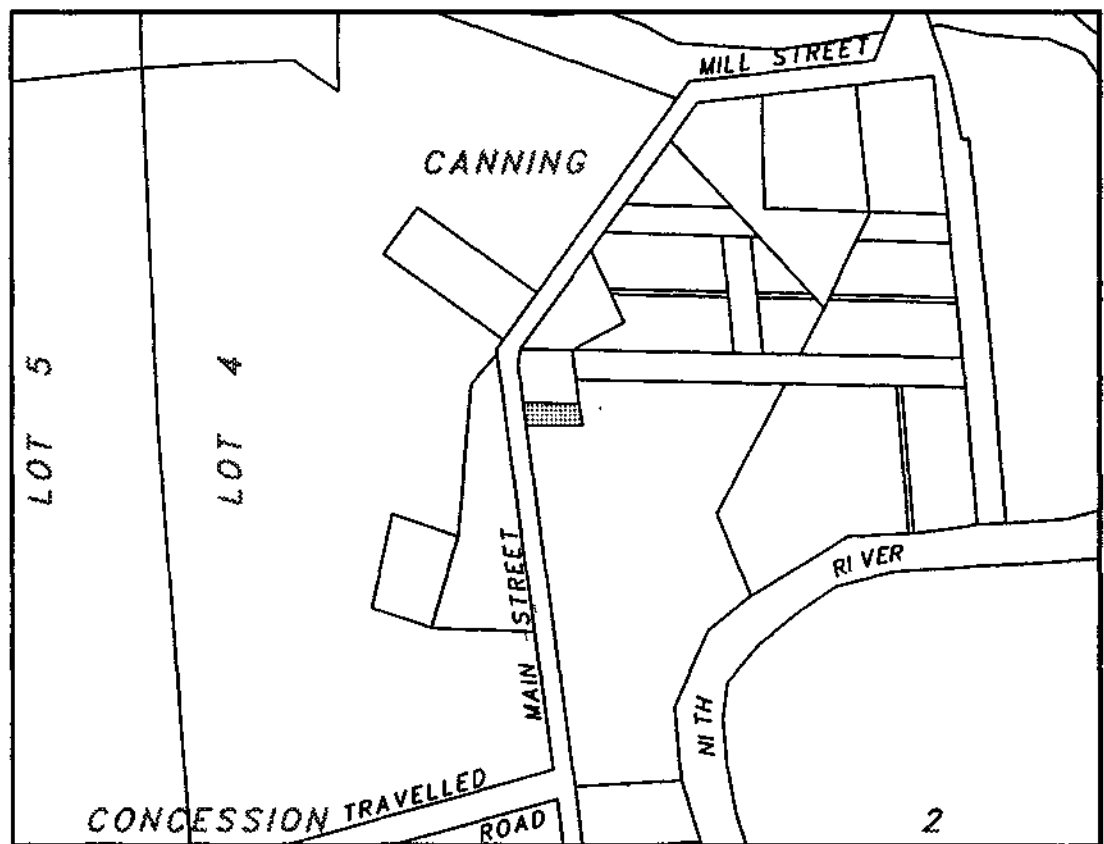 MILL STREET
CANNING
LOT 5
LOT 4
MAIN STREET
RIVER
NITH
CONCESSION
TRAVELLED
ROAD
2